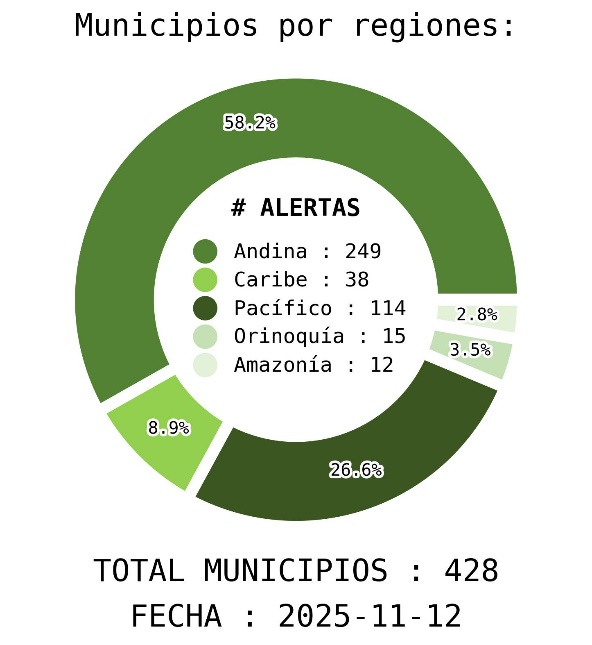 Municipios por regiones:
58.2%
# ALERTAS
Andina : 249
Caribe : 38
Pacífico : 114
Orinoquía : 15
Amazonía : 12
2.8%
3.5%
8.9%
26.6%
TOTAL MUNICIPIOS : 428
FECHA : 2025-11-12